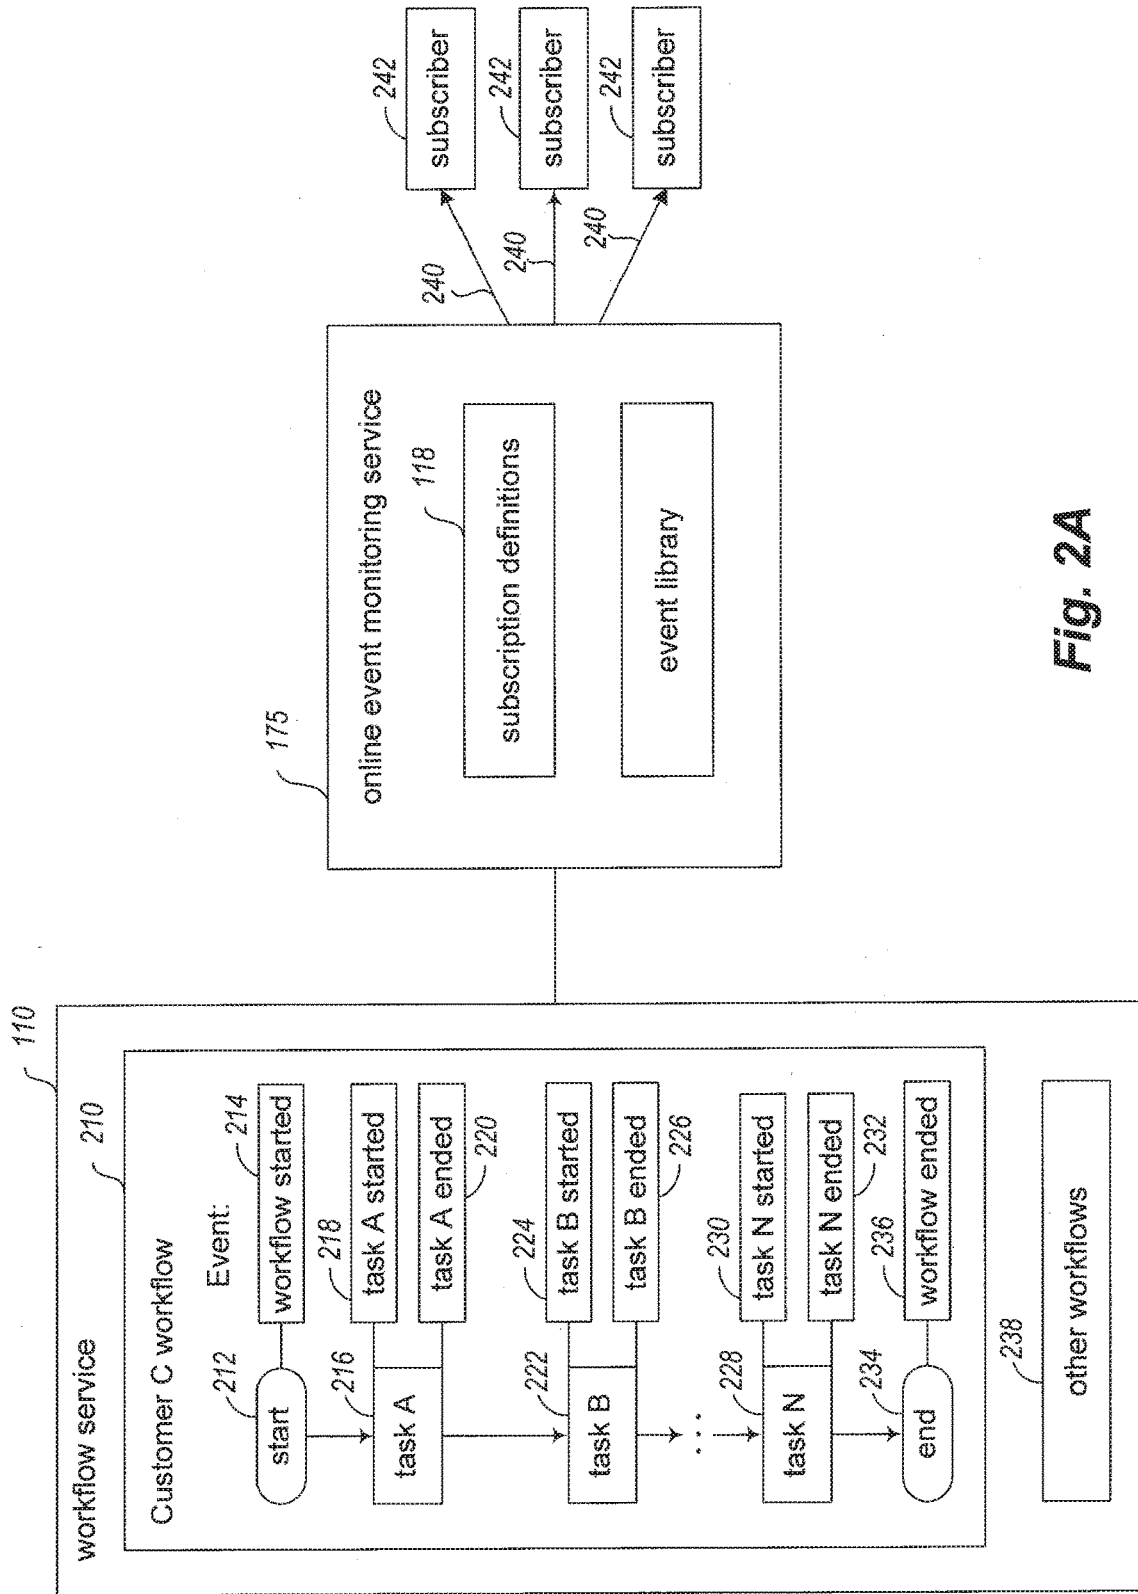 110
workflow service
210
Customer C workflow
Event:
212
start
214
workflow started
216
task A
218
task A started
220
task A ended
222
task B
224
task B started
226
task B ended
...
228
task N
230
task N started
232
task N ended
234
end
236
workflow ended
238
other workflows
175
online event monitoring service
118
subscription definitions
event library
240
242
subscriber
240
242
subscriber
240
242
subscriber
Fig. 2A